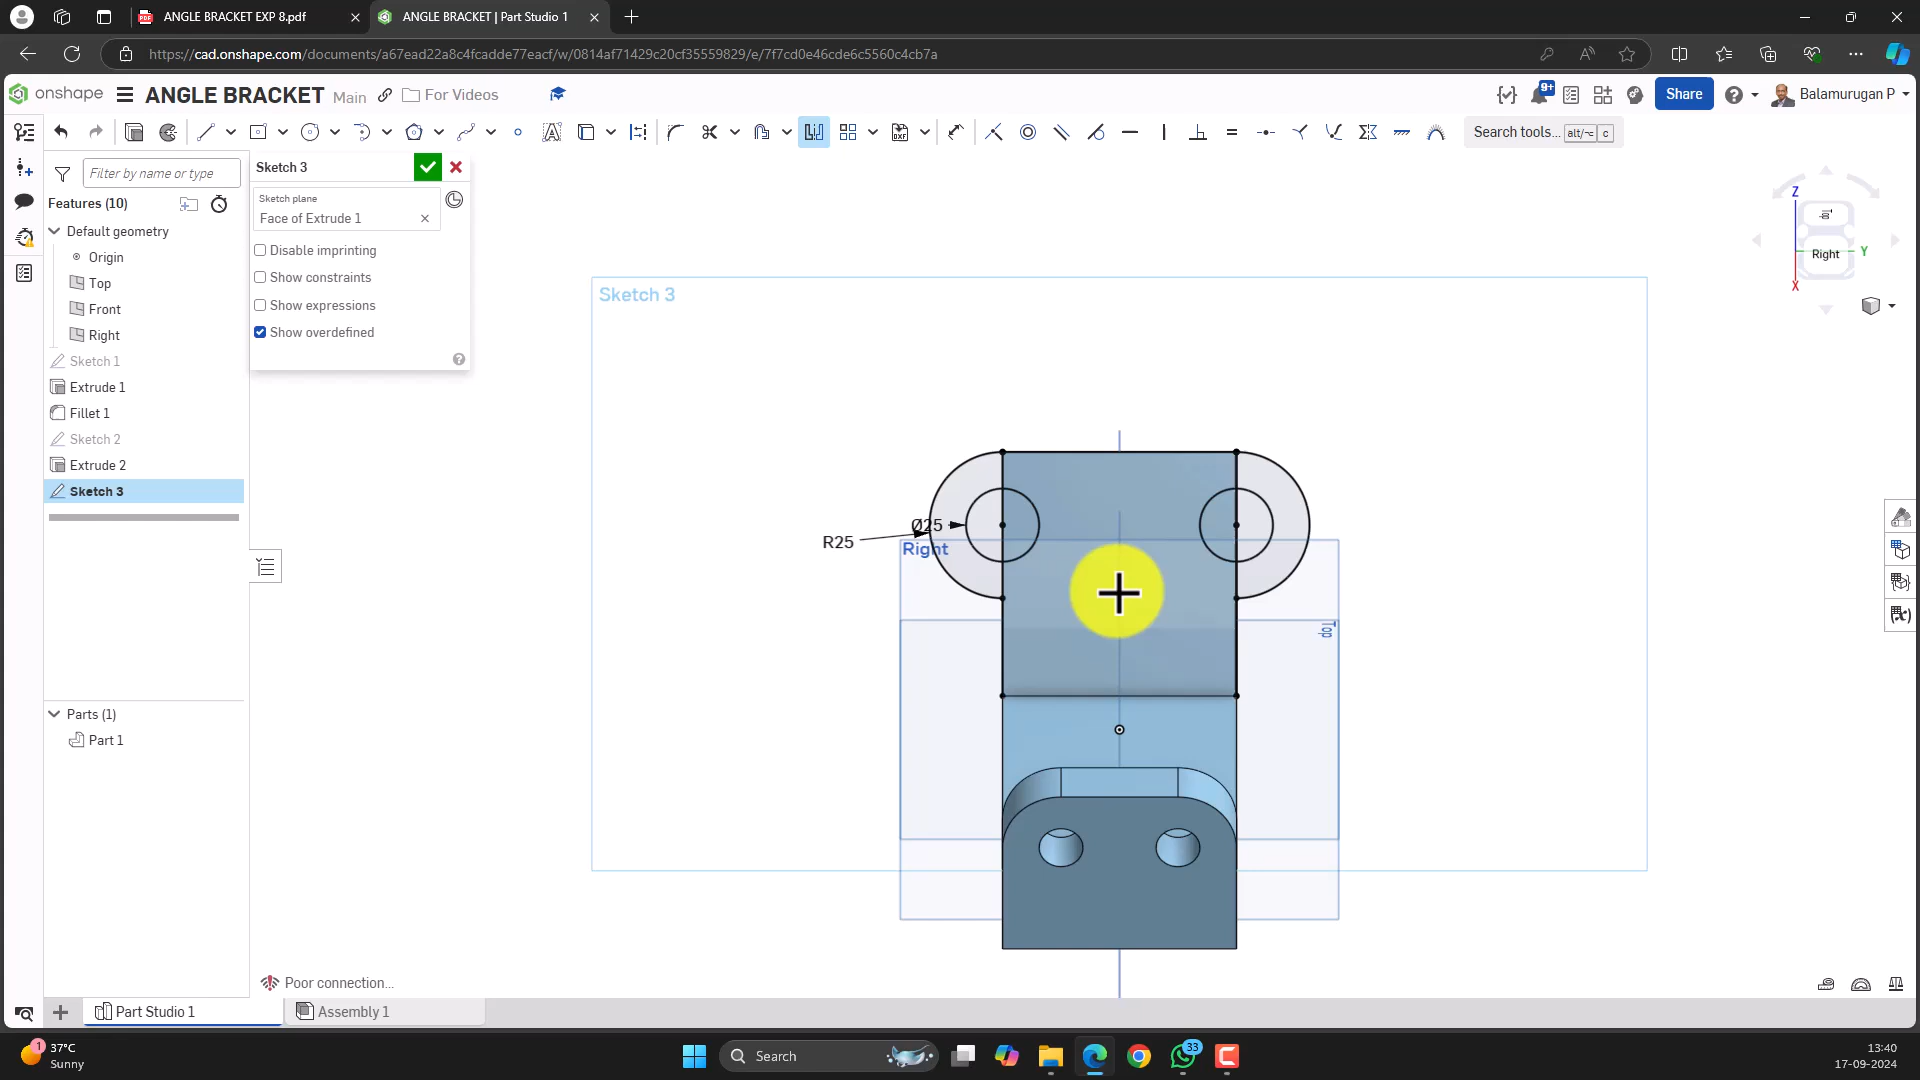 ANGLE BRACKET EXP 8.pdf
ANGLE BRACKET | Part Studio 1
https://cad.onshape.com/documents/a67ead22a8c4fcadde77eacf/w/0814af71429c20cf35559829/e/7f7cd0e46cde6c5560c4cb7a
onshape
ANGLE BRACKET Main
For Videos
9+
Share
Balamurugan P
Search tools... alt/⌥ c
Filter by name or type
Features (10)
Default geometry
Origin
Top
Front
Right
Sketch 1
Extrude 1
Fillet 1
Sketch 2
Extrude 2
Sketch 3
Parts (1)
Part 1
Sketch 3
Sketch plane
Face of Extrude 1
Disable imprinting
Show constraints
Show expressions
Show overdefined
Sketch 3
Ø25
R25
Right
Top
Z
Y
X
Right
Poor connection...
Part Studio 1
Assembly 1
1
37°C
Sunny
Search
33
13:40
17-09-2024